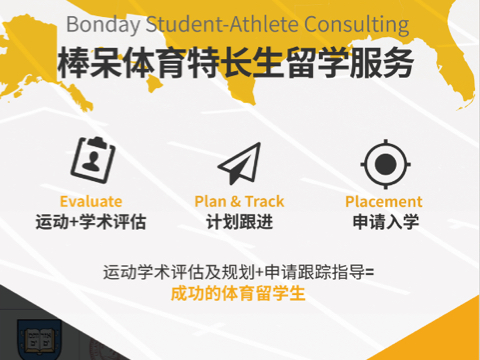 Bonday Student-Athlete Consulting
棒呆体育特长生留学服务
Evaluate
运动+学术评估
Plan & Track
计划跟进
Placement
申请入学
运动学术评估及规划+申请跟踪指导=
成功的体育留学生